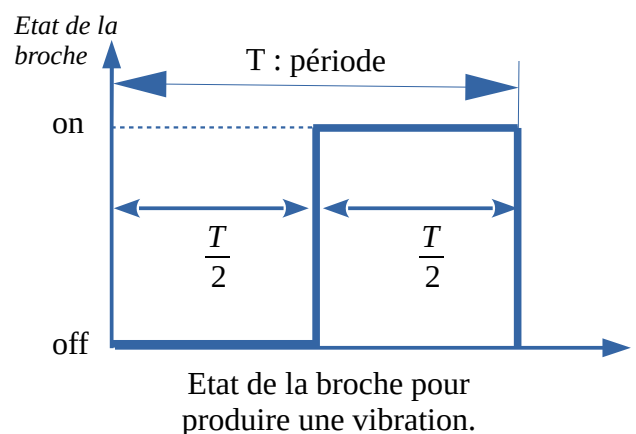 Etat de la
broche
T : période
on
T
2
T
2
off
Etat de la broche pour
produire une vibration.